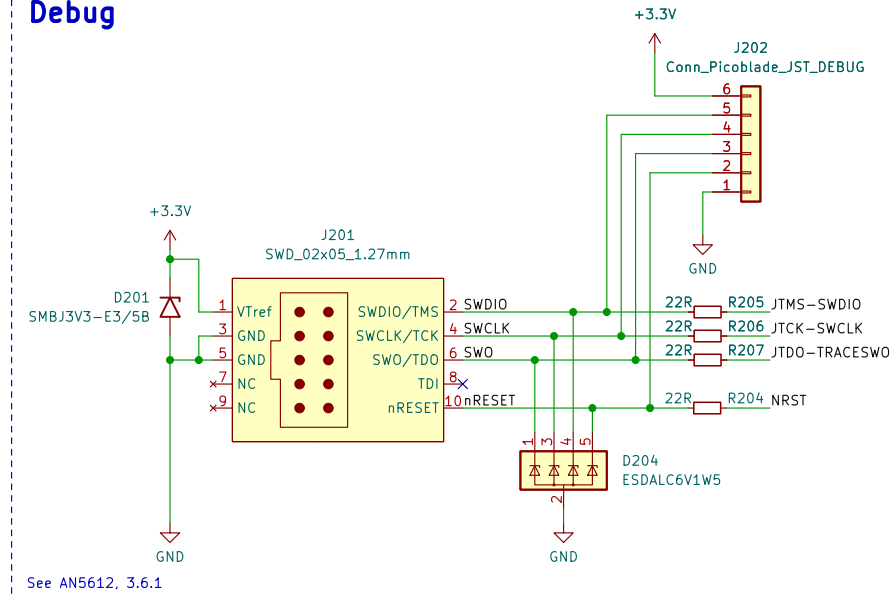 Debug
+3.3V
J202
Conn_Picoblade_JST_DEBUG
6
5
4
3
2
1
GND
+3.3V
J201
SWD_02x05_1.27mm
D201
SMBJ3V3-E3/5B
1 VTref SWDIO/TMS 2 SWDIO 22R R205 JTMS-SWDIO
3 GND SWCLK/TCK 4 SWCLK 22R R206 JTCK-SWCLK
5 GND SWO/TDO 6 SWO 22R R207 JTDO-TRACESWO
7 NC TDI 8
9 NC nRESET 10 nRESET 22R R204 NRST
1 3 4 5
D204
ESDALC6V1W5
2
GND
GND
See AN5612, 3.6.1